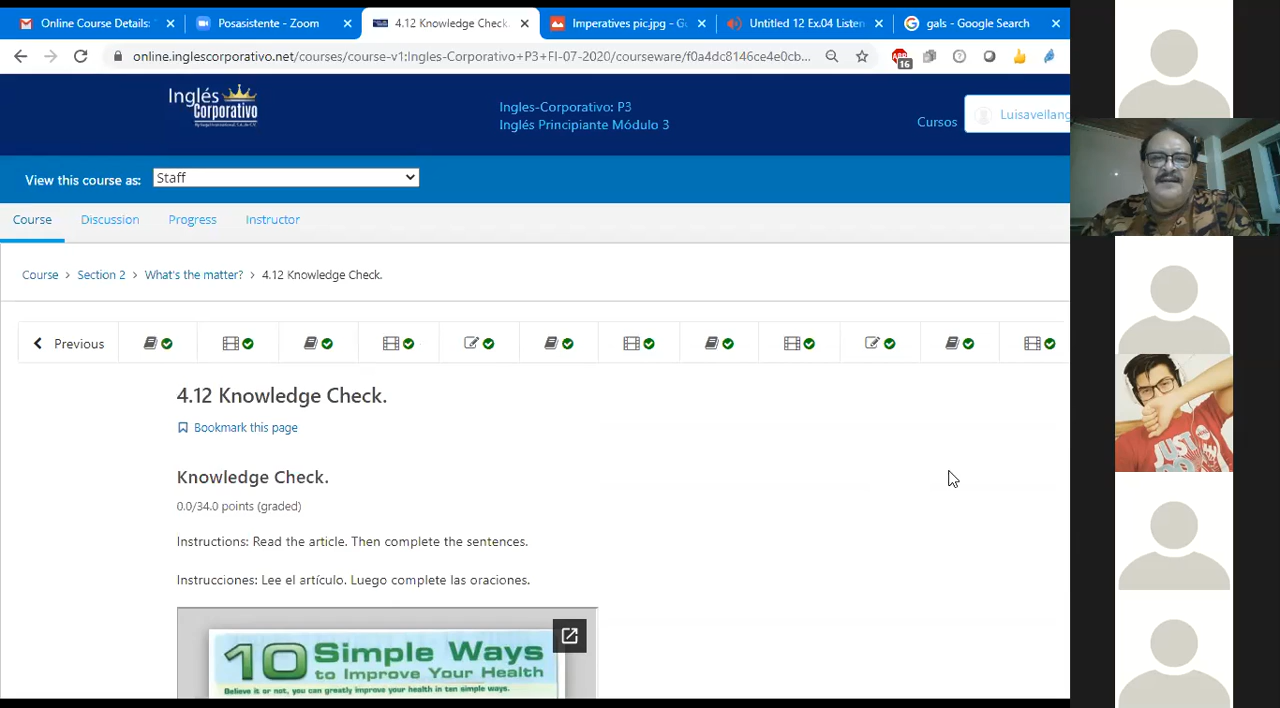 Online Course Details:
Posasistente - Zoom
4.12 Knowledge Check.
Imperatives pic.jpg - G
Untitled 12 Ex.04 Listen
gals - Google Search
online.inglescorporativo.net/courses/course-v1:Ingles-Corporativo+P3+FI-07-2020/courseware/f0a4dc8146ce4e0cb...
16
Inglés
Corporativo
Ingles-Corporativo: P3
Inglés Principiante Módulo 3
Cursos
Luisavellang
View this course as:
Staff
Course
Discussion
Progress
Instructor
Course > Section 2 > What's the matter? > 4.12 Knowledge Check.
Previous
4.12 Knowledge Check.
Bookmark this page
Knowledge Check.
0.0/34.0 points (graded)
Instructions: Read the article. Then complete the sentences.
Instrucciones: Lee el artículo. Luego complete las oraciones.
10 Simple Ways
to Improve Your Health
Believe it or not, you can greatly improve your health in ten simple ways.
JUST